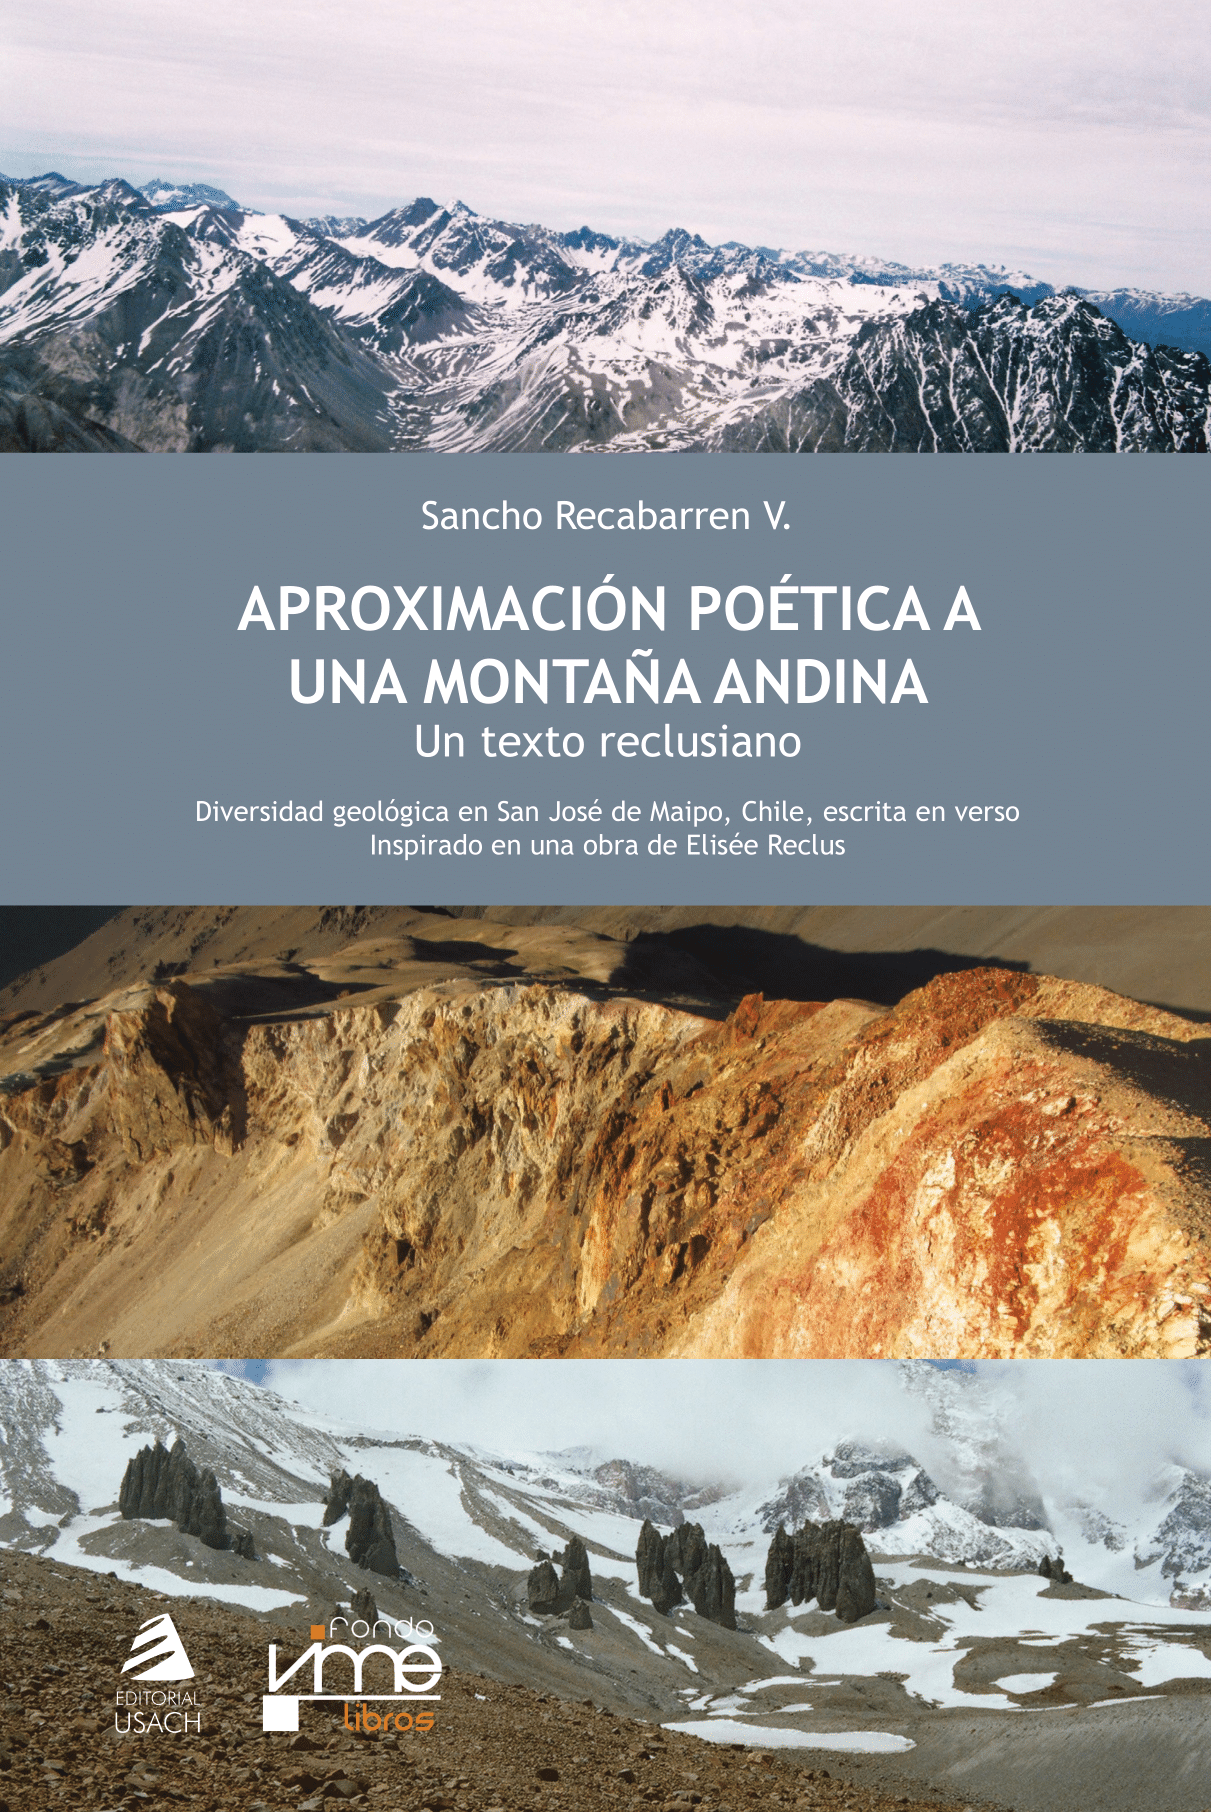 Sancho Recabarren V.
APROXIMACIÓN POÉTICA A
UNA MONTAÑA ANDINA
Un texto reclusiano
Diversidad geológica en San José de Maipo, Chile, escrita en verso
Inspirado en una obra de Elisée Reclus
EDITORIAL
USACH
fondo
vime
libros